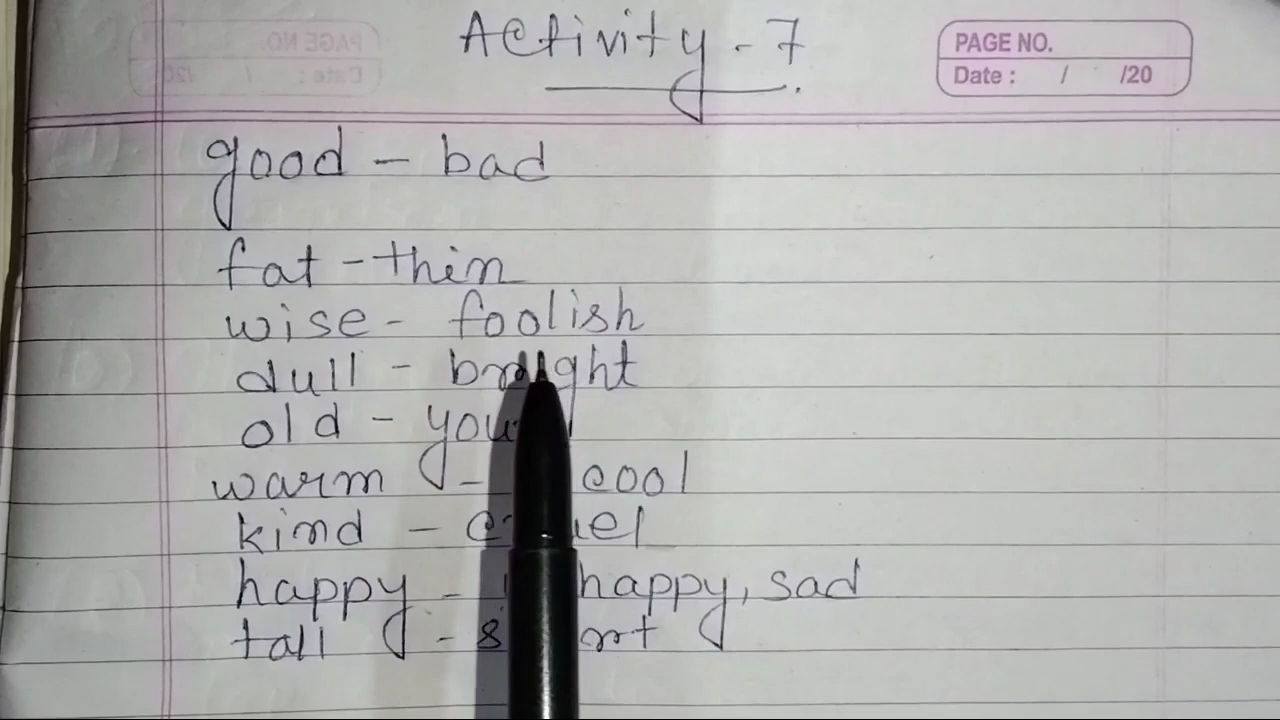 Activity - 7
PAGE NO.
Date : / /20
good - bad
fat - thin
wise - foolish
dull - bright
old -
warm - cool
kind -
happy - sad
tall -